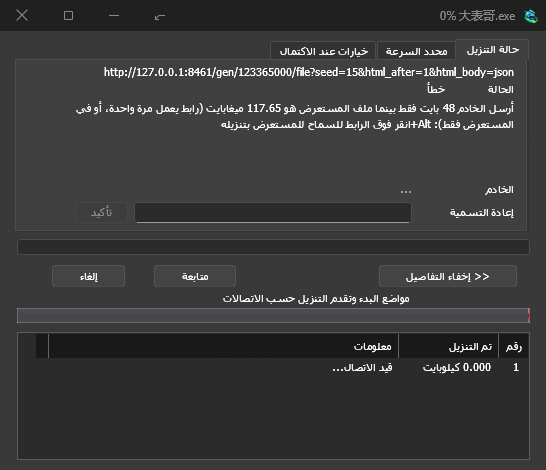 0% 大表哥.exe
حالة التنزيل
محدد السرعة
خيارات عند الاكتمال
http://127.0.0.1:8461/gen/123365000/file?seed=15&html_after=1&html_body=json
الحالة
خطأ
أرسل الخادم 48 بايت فقط بينما ملف المستعرض هو 117.65 ميغابايت (رابط يعمل مرة واحدة، أو في
المستعرض فقط): Alt+انقر فوق الرابط للسماح للمستعرض بتنزيله
الخادم
...
إعادة التسمية
تأكيد
<< إخفاء التفاصيل
متابعة
إلغاء
مواضع البدء وتقدم التنزيل حسب الاتصالات
رقم
تم التنزيل
معلومات
1
0.000 كيلوبايت
قيد الاتصال...